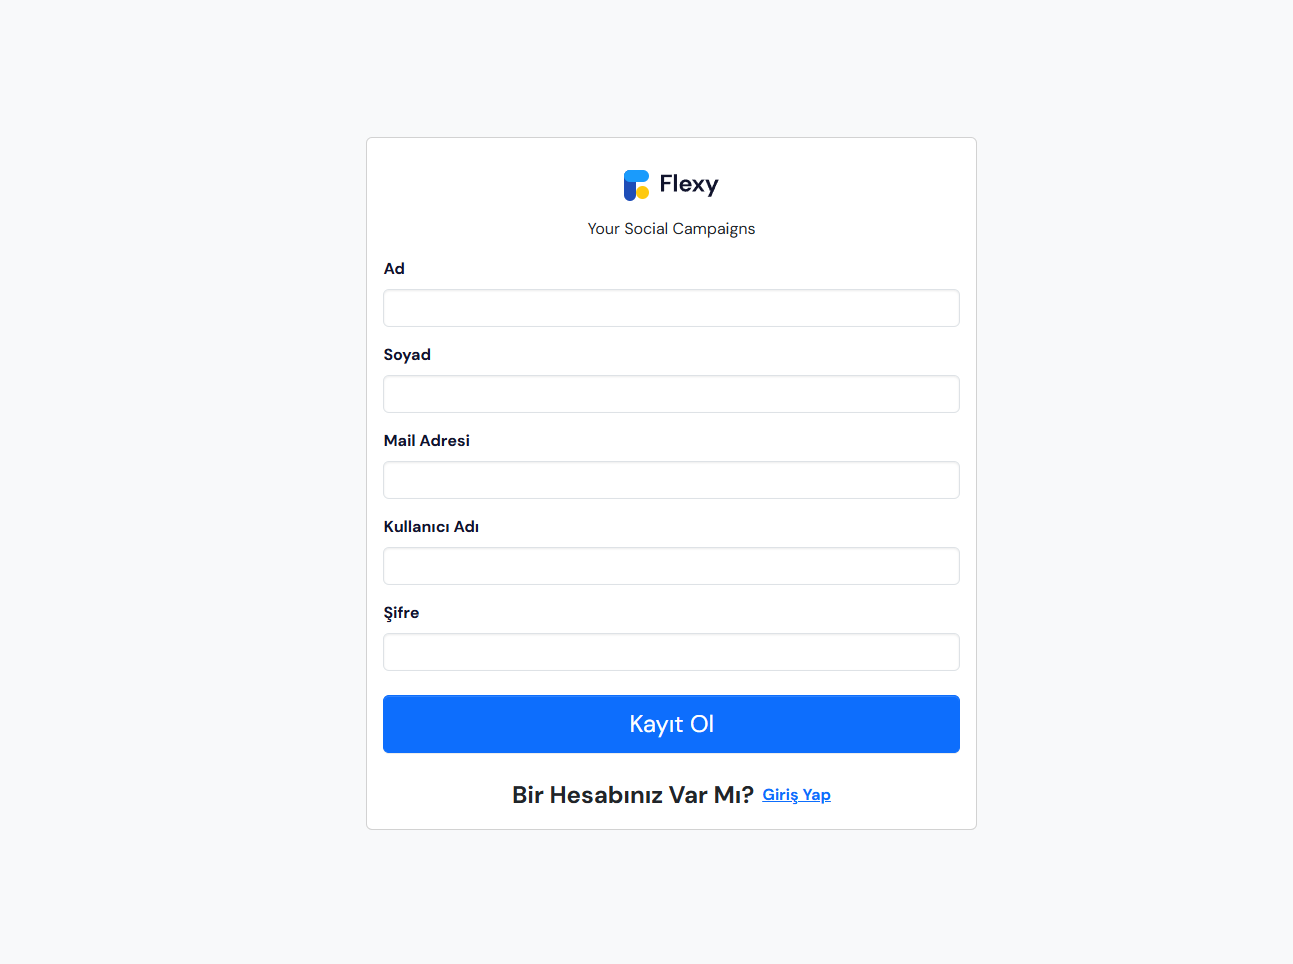 Flexy
Your Social Campaigns
Ad
Soyad
Mail Adresi
Kullanıcı Adı
Şifre
Kayıt Ol
Bir Hesabınız Var Mı? Giriş Yap